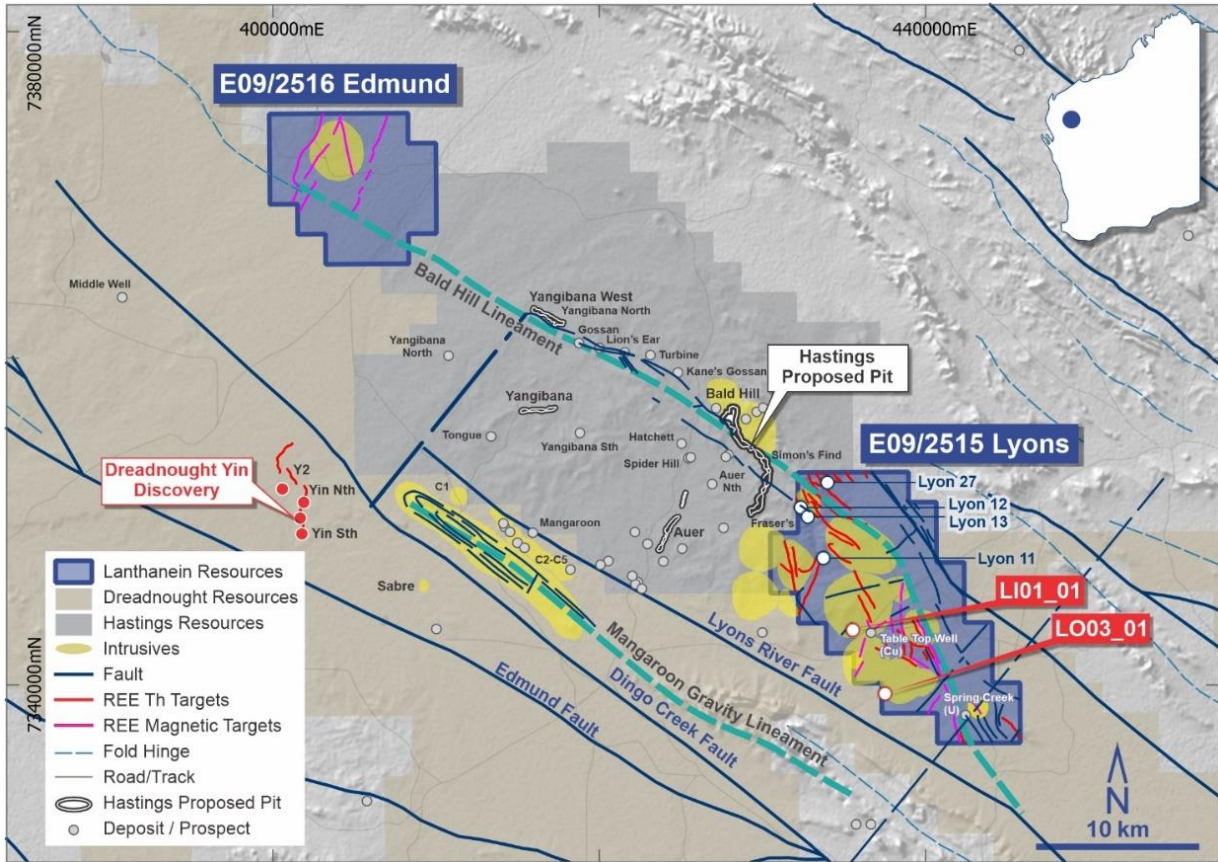 400000mE
440000mE
7380000mN
7340000mN
E09/2516 Edmund
Bald Hill Lineament
Middle Well
Yangibana West
Yangibana North
Gossan
Lion's Ear
Yangibana
North
Turbine
Kane's Gossan
Hastings
Proposed Pit
Bald Hill
Yangibana
Tongue
Yangibana Sth
Hatchett
Spider Hill
Simon's Find
E09/2515 Lyons
Auer
Nth
Lyon 27
Lyon 12
Lyon 13
Fraser's
Lyon 11
Y2
Dreadnought Yin
Discovery
Yin Nth
Yin Sth
C1
Mangaroon
C2-C5
Auer
Sabre
LI01_01
LO03_01
Table Top Well
(Cu)
Spring Creek
(U)
Lyons River Fault
Mangaroon Gravity Lineament
Dingo Creek Fault
Edmund Fault
Lanthanein Resources
Dreadnought Resources
Hastings Resources
Intrusives
Fault
REE Th Targets
REE Magnetic Targets
Fold Hinge
Road/Track
Hastings Proposed Pit
Deposit / Prospect
N
10 km